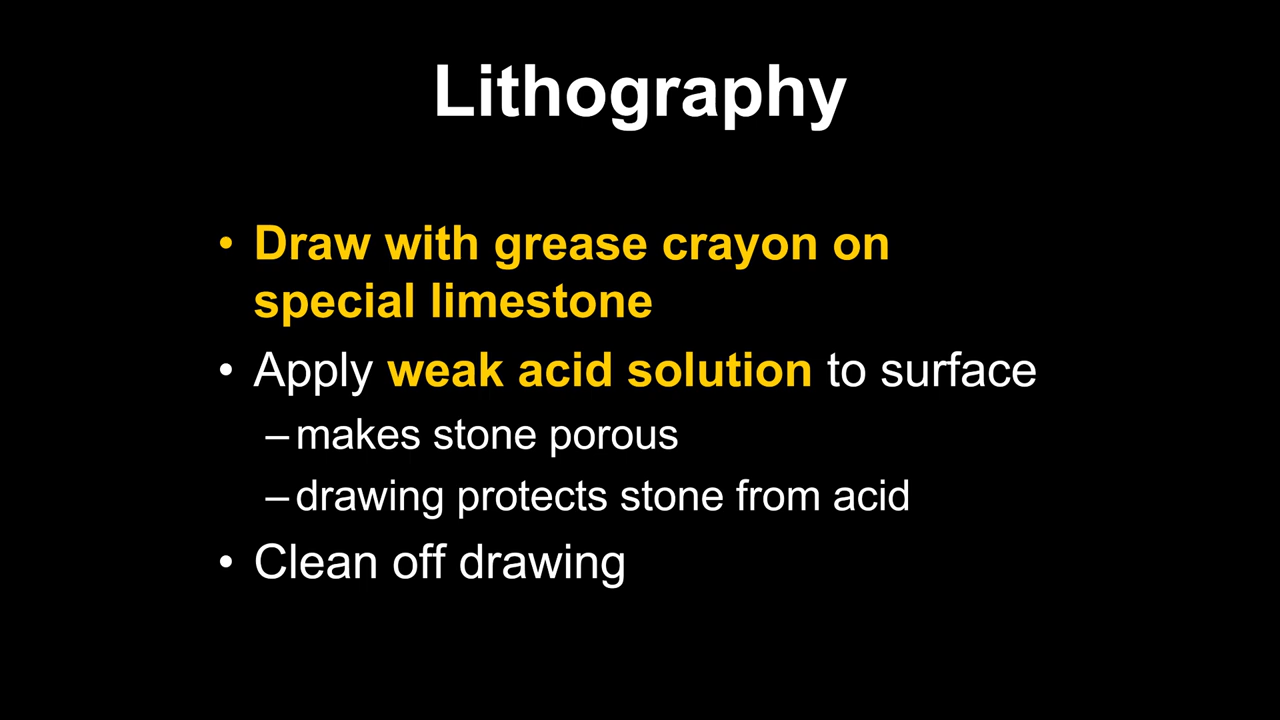 Lithography
• Draw with grease crayon on
special limestone
• Apply weak acid solution to surface
– makes stone porous
– drawing protects stone from acid
• Clean off drawing